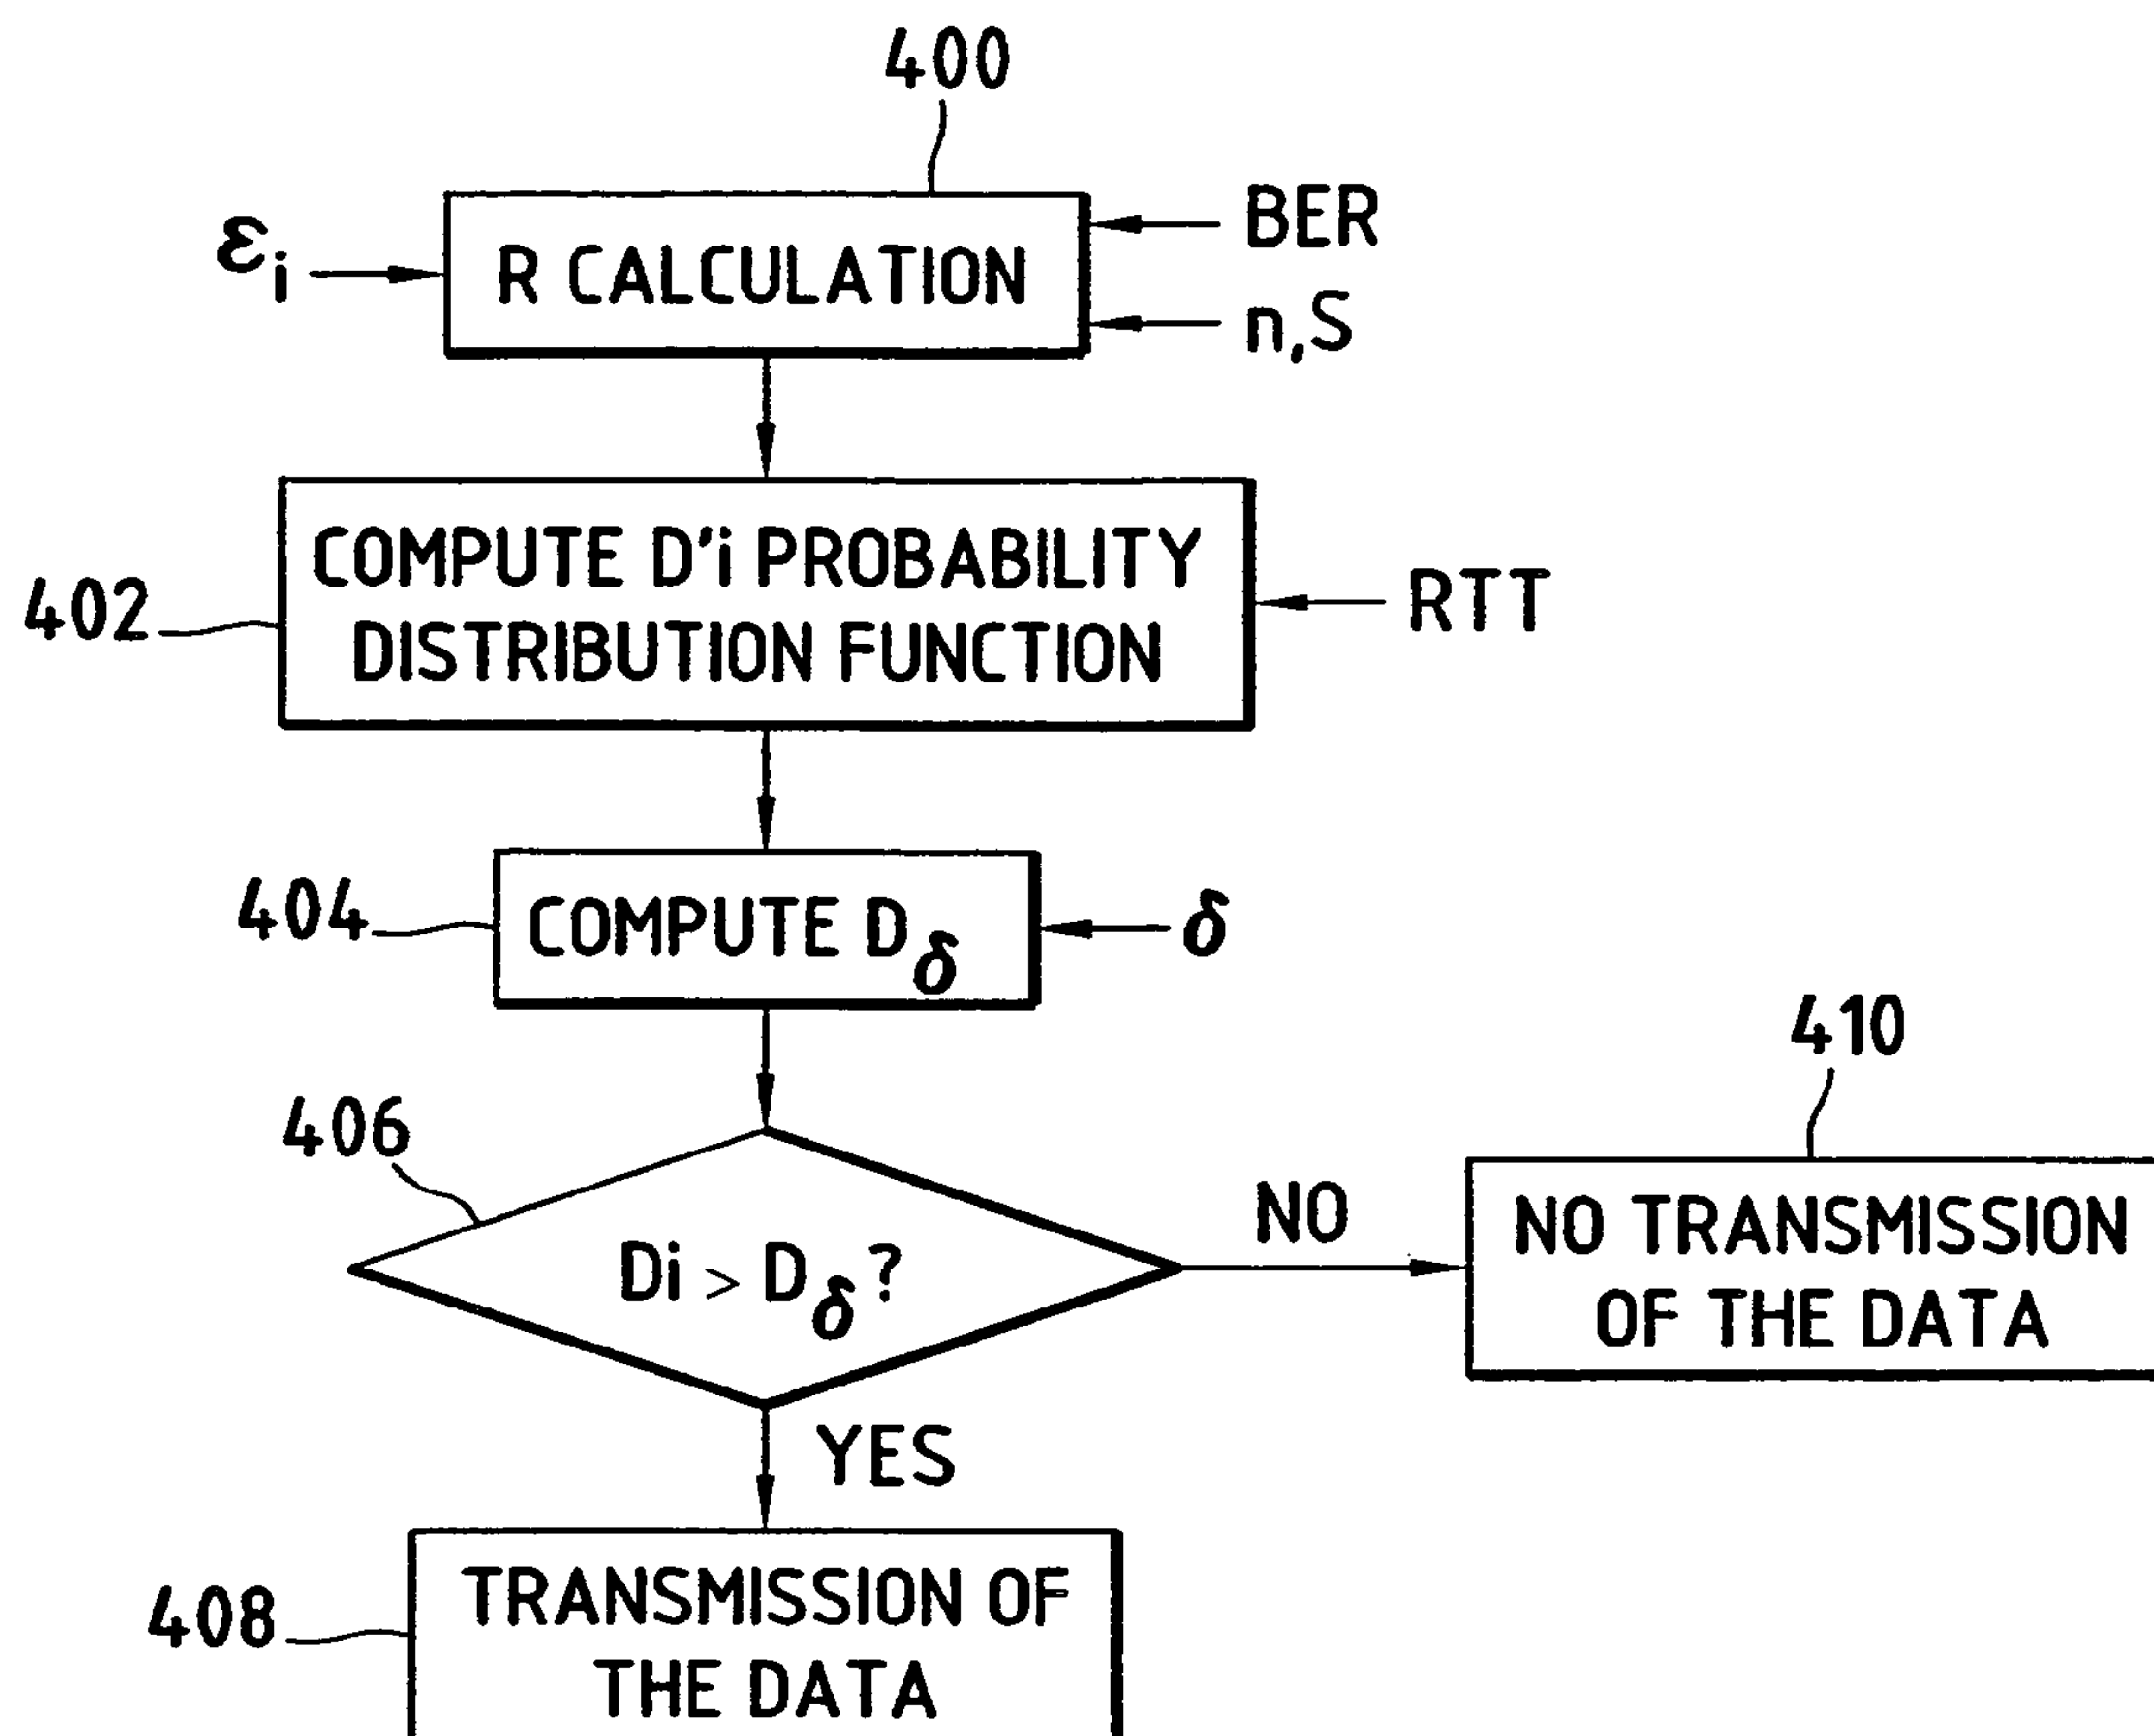 400
εi
R CALCULATION
BER
n,S
COMPUTE D'i PROBABILITY
DISTRIBUTION FUNCTION
402
RTT
404
COMPUTE Dδ
δ
410
406
NO
NO TRANSMISSION
OF THE DATA
Di > Dδ ?
YES
408
TRANSMISSION OF
THE DATA